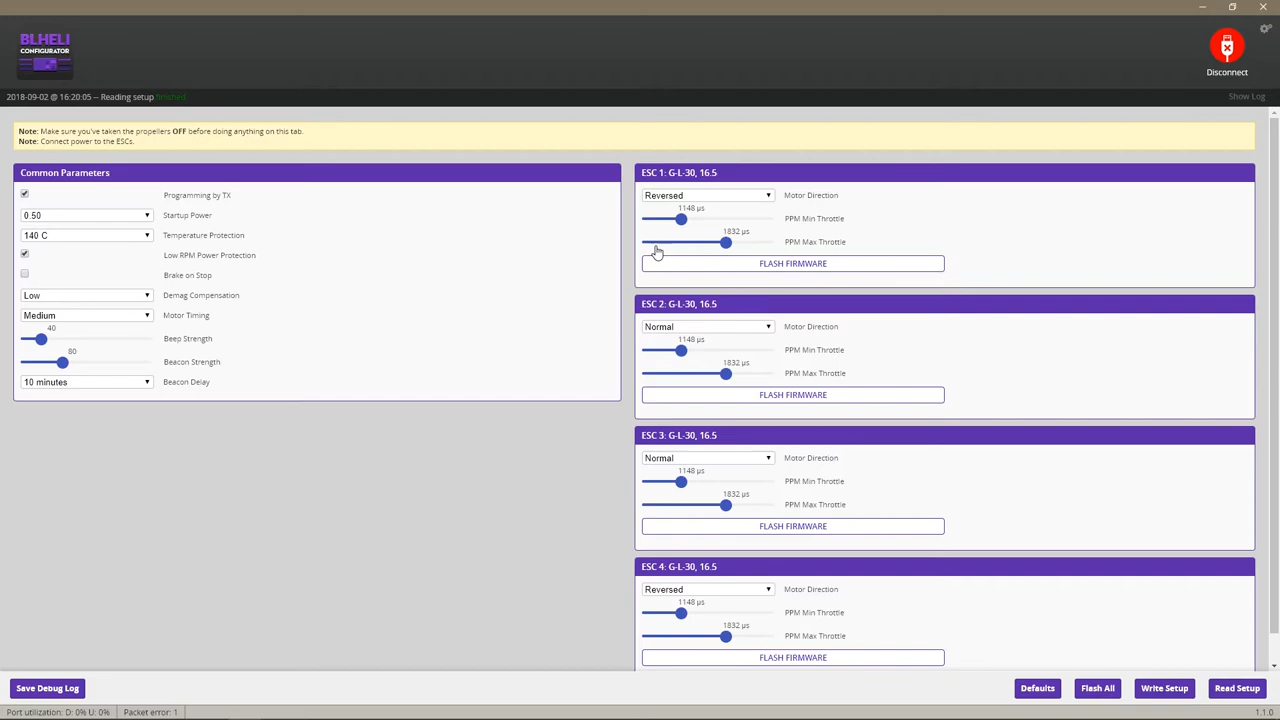 BLHELI
CONFIGURATOR
Disconnect
2018-09-02 @ 16:20:05 -- Reading setup finished
Show Log
Note: Make sure you've taken the propellers OFF before doing anything on this tab.
Note: Connect power to the ESCs.
Common Parameters
Programming by TX
0.50 Startup Power
140 C Temperature Protection
Low RPM Power Protection
Brake on Stop
Low Demag Compensation
Medium Motor Timing
40
Beep Strength
80
Beacon Strength
10 minutes Beacon Delay
ESC 1: G-L-30, 16.5
Reversed Motor Direction
1148 µs
PPM Min Throttle
1832 µs
PPM Max Throttle
FLASH FIRMWARE
ESC 2: G-L-30, 16.5
Normal Motor Direction
1148 µs
PPM Min Throttle
1832 µs
PPM Max Throttle
FLASH FIRMWARE
ESC 3: G-L-30, 16.5
Normal Motor Direction
1148 µs
PPM Min Throttle
1832 µs
PPM Max Throttle
FLASH FIRMWARE
ESC 4: G-L-30, 16.5
Reversed Motor Direction
1148 µs
PPM Min Throttle
1832 µs
PPM Max Throttle
FLASH FIRMWARE
Save Debug Log
Defaults
Flash All
Write Setup
Read Setup
Port utilization: D: 0% U: 0%
Packet error: 1
1.1.0